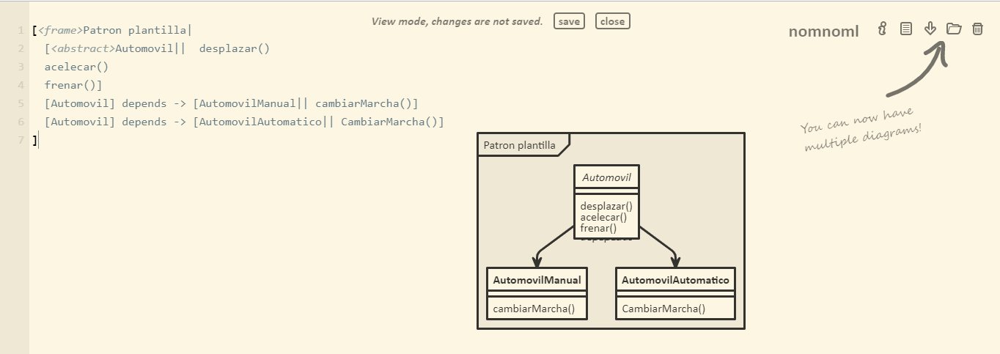 View mode, changes are not saved. save close
nomnoml
1 [<frame>Patron plantilla|
2 [<abstract>Automovil|| desplazar()
3 acelecar()
4 frenar()]
5 [Automovil] depends -> [AutomovilManual|| cambiarMarcha()]
6 [Automovil] depends -> [AutomovilAutomatico|| CambiarMarcha()]
7 ]
You can now have
multiple diagrams!
Patron plantilla
Automovil
desplazar()
acelecar()
frenar()
AutomovilManual
cambiarMarcha()
AutomovilAutomatico
CambiarMarcha()